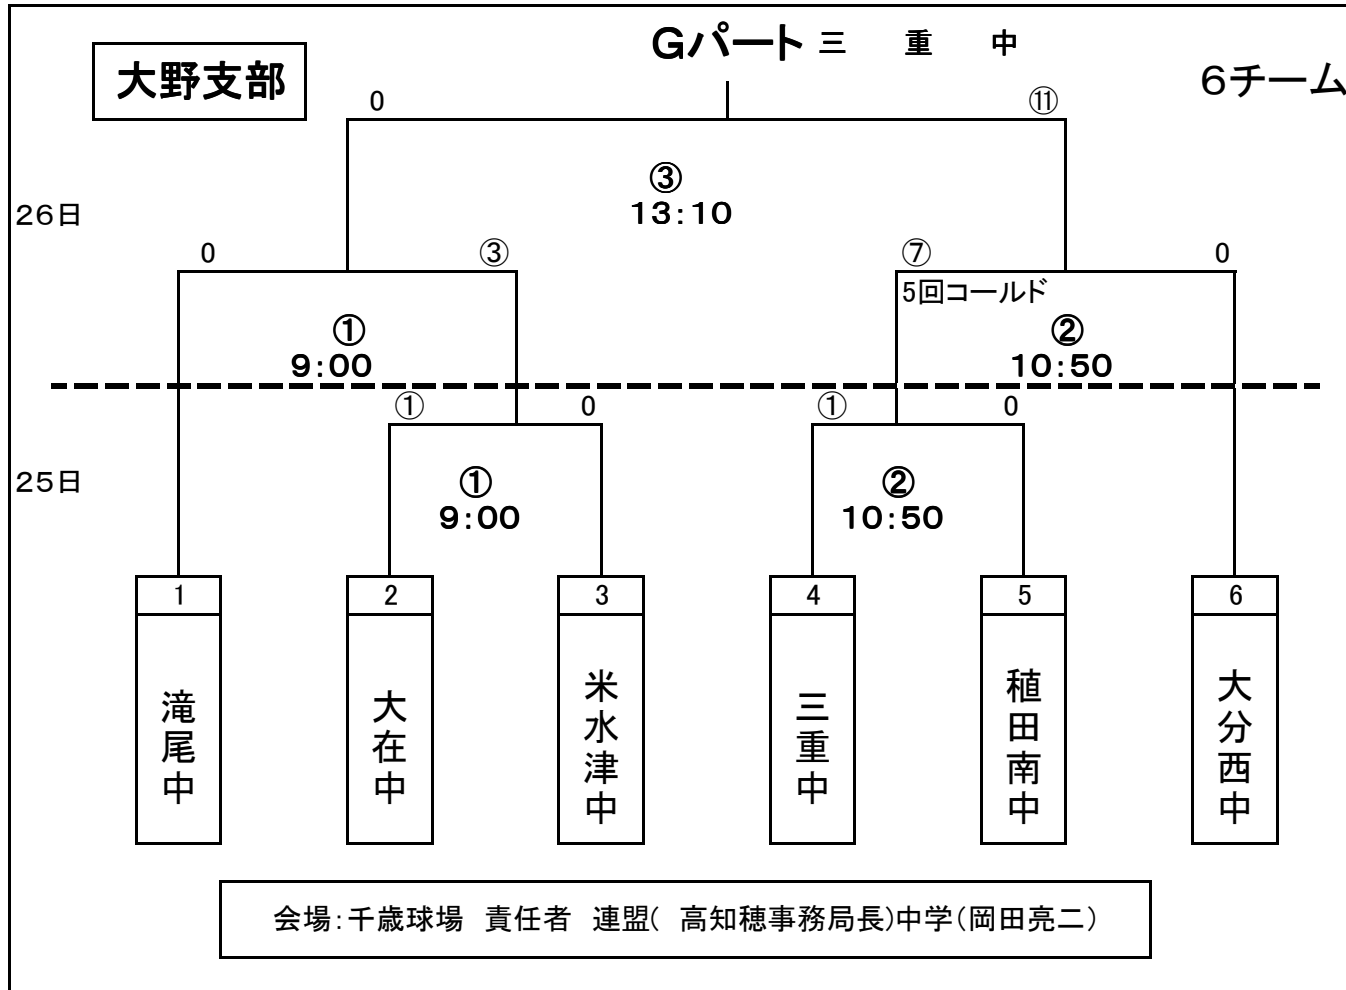 Gパート 三 重 中
大野支部
6チーム
0 ⑪
③
26日
13:10
0 ③ ⑦ 0
5回コールド
① ②
9:00 10:50
① 0 ① 0
25日
① ②
9:00 10:50
1 2 3 4 5 6
滝尾中
大在中
米水津中
三重中
稙田南中
大分西中
会場:千歳球場 責任者 連盟( 高知穂事務局長)中学(岡田亮二)